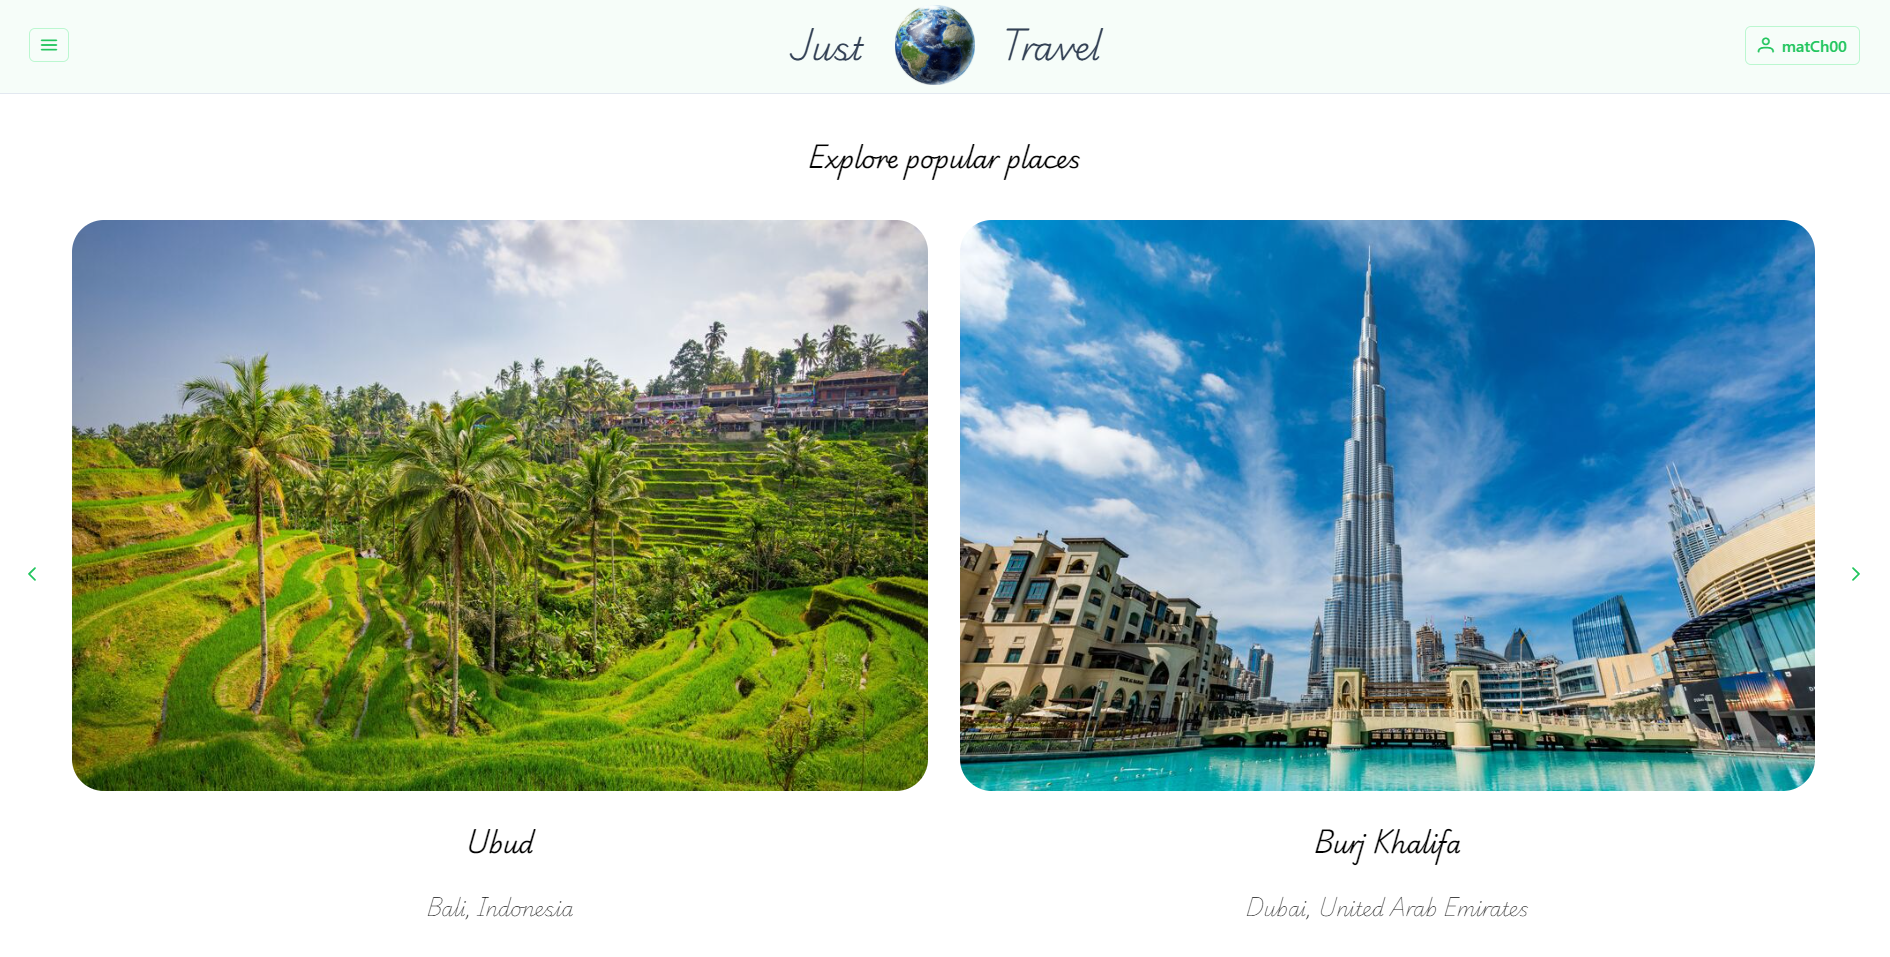 Just Travel
matCh00
Explore popular places
Ubud
Burj Khalifa
Bali, Indonesia
Dubai, United Arab Emirates